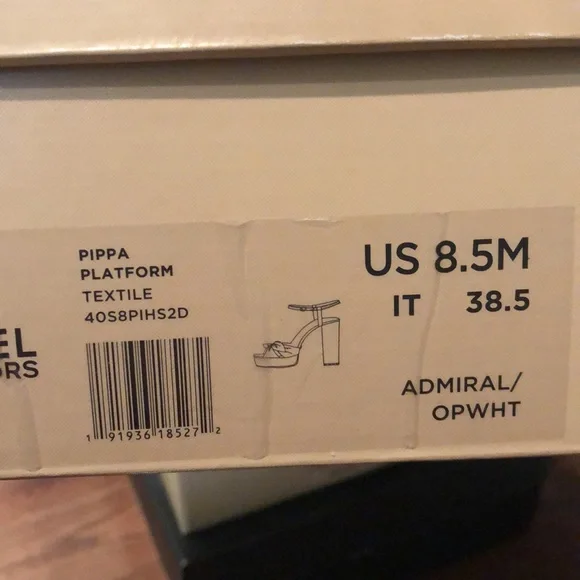 EL
ORS
PIPPA
PLATFORM
TEXTILE
40S8PIHS2D
1 91936 18527 2
US 8.5M
IT 38.5
ADMIRAL/
OPWHT